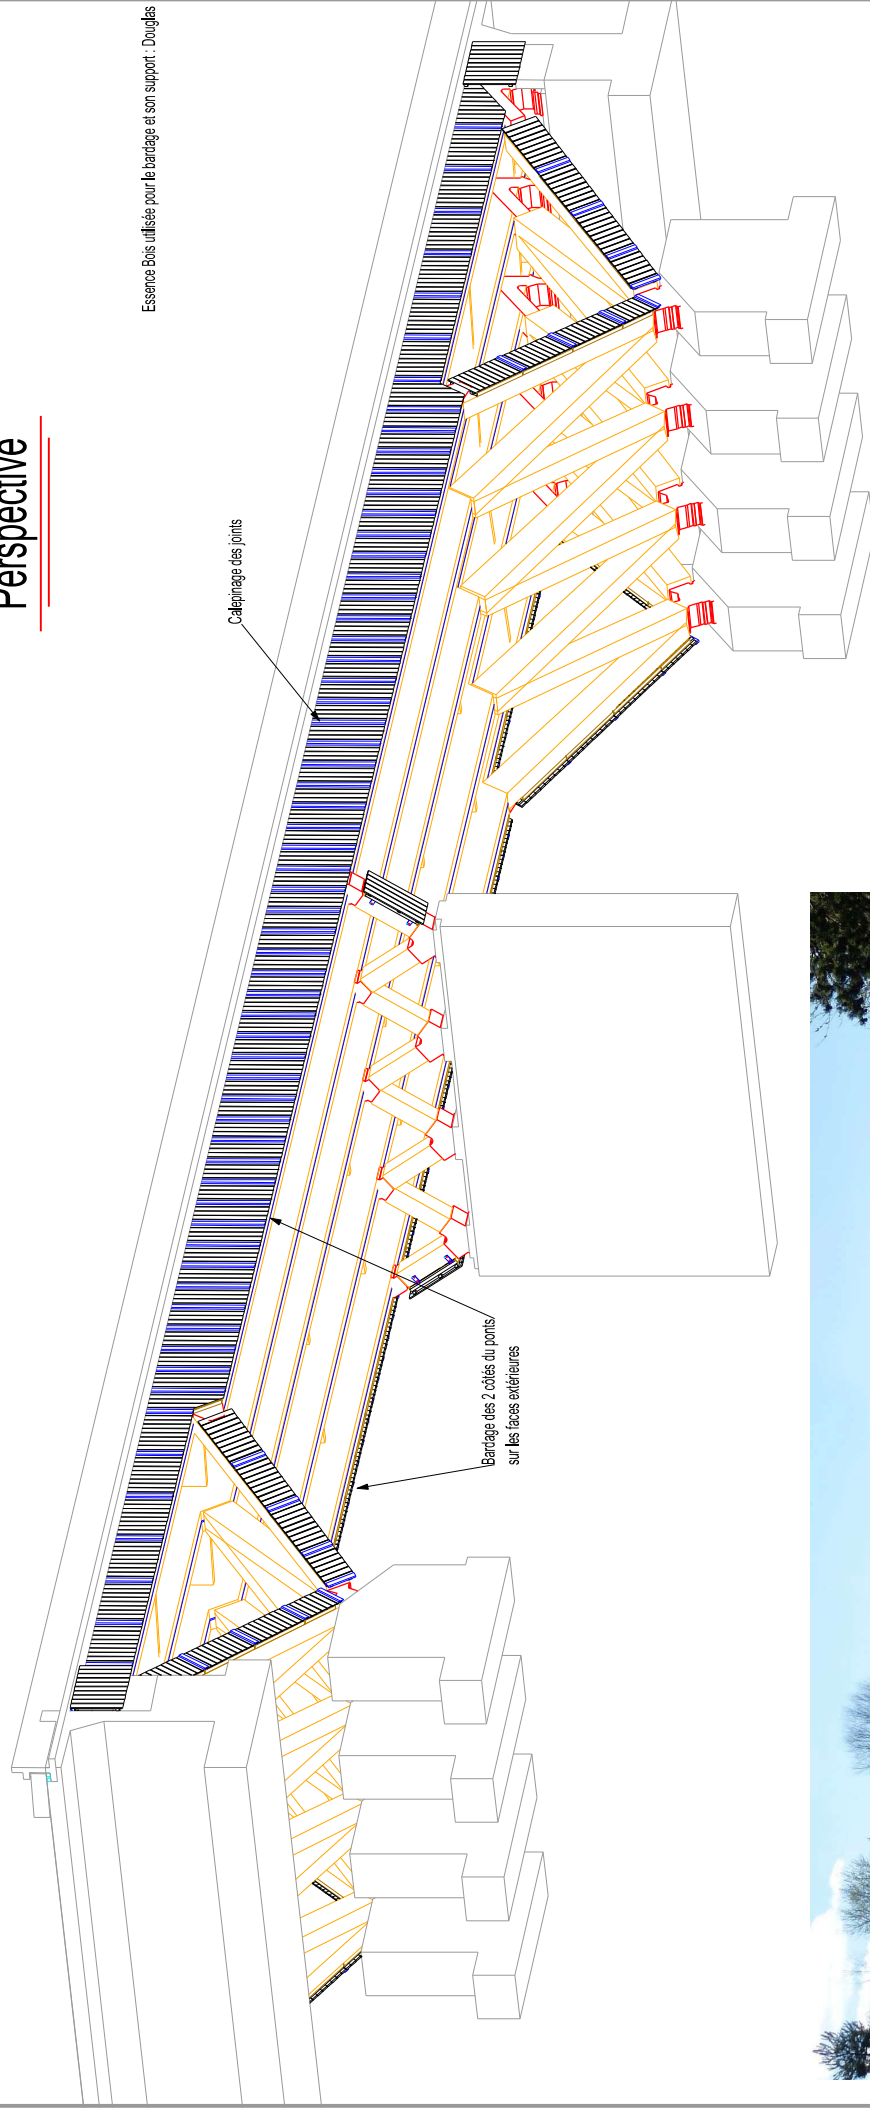 Perspective
Essence Bois utilisée pour le bardage et son support : Douglas
Calepinage des joints
Bardage des 2 côtés du ponts
sur les faces extérieures